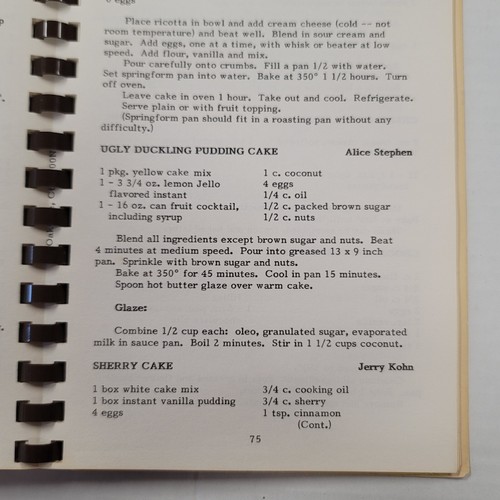 6 eggs
Place ricotta in bowl and add cream cheese (cold -- not
room temperature) and beat well. Blend in sour cream and
sugar. Add eggs, one at a time, with whisk or beater at low
speed. Add flour, vanilla and mix.
Pour carefully onto crumbs. Fill a pan 1/2 with water.
Set springform pan into water. Bake at 350° 1 1/2 hours. Turn
off oven.
Leave cake in oven 1 hour. Take out and cool. Refrigerate.
Serve plain or with fruit topping.
(Springform pan should fit in a roasting pan without any
difficulty.)
UGLY DUCKLING PUDDING CAKE Alice Stephen
1 pkg. yellow cake mix 1 c. coconut
1 - 3 3/4 oz. lemon Jello 4 eggs
flavored instant 1/4 c. oil
1 - 16 oz. can fruit cocktail, 1/2 c. packed brown sugar
including syrup 1/2 c. nuts
Blend all ingredients except brown sugar and nuts. Beat
4 minutes at medium speed. Pour into greased 13 x 9 inch
pan. Sprinkle with brown sugar and nuts.
Bake at 350° for 45 minutes. Cool in pan 15 minutes.
Spoon hot butter glaze over warm cake.
Glaze:
Combine 1/2 cup each: oleo, granulated sugar, evaporated
milk in sauce pan. Boil 2 minutes. Stir in 1 1/2 cups coconut.
SHERRY CAKE Jerry Kohn
1 box white cake mix 3/4 c. cooking oil
1 box instant vanilla pudding 3/4 c. sherry
4 eggs 1 tsp. cinnamon
(Cont.)
75